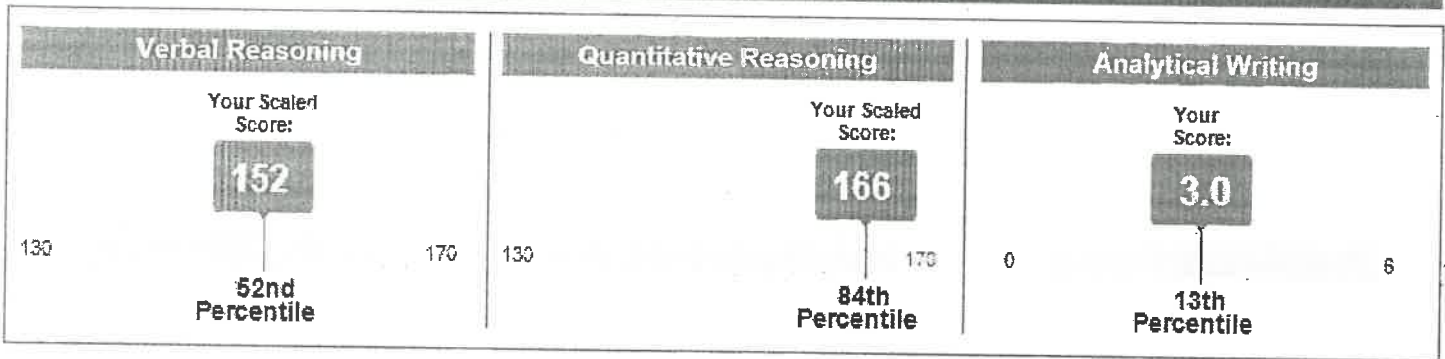 Verbal Reasoning
Your Scaled
Score:
152
130
170
52nd
Percentile
Quantitative Reasoning
Your Scaled
Score:
166
130
170
84th
Percentile
Analytical Writing
Your
Score:
3.0
0
6
13th
Percentile